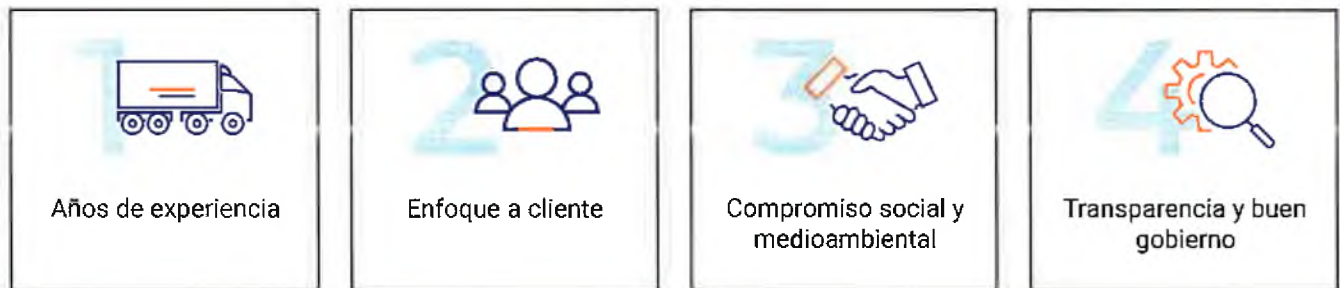 1
2
3
4
Años de experiencia
Enfoque a cliente
Compromiso social y
medioambiental
Transparencia y buen
gobierno